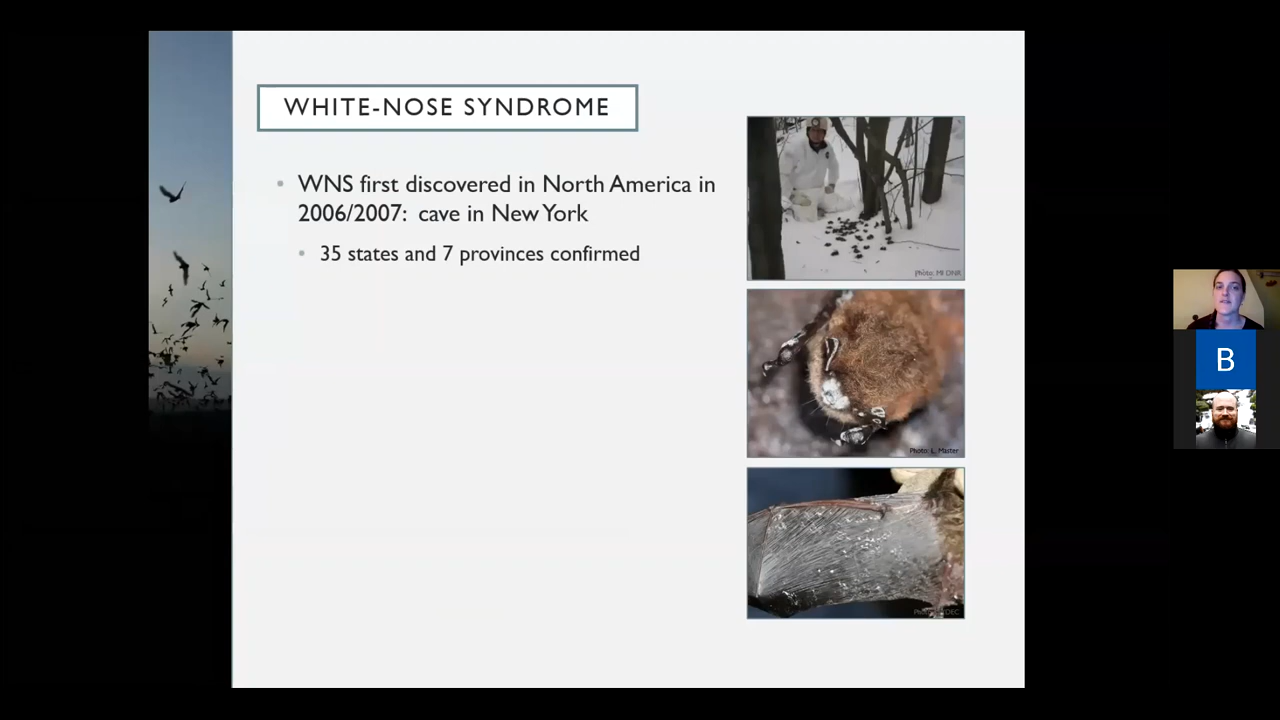 WHITE-NOSE SYNDROME
WNS first discovered in North America in
2006/2007: cave in New York
35 states and 7 provinces confirmed
Photo: MI DNR
Photo: L. Master
B